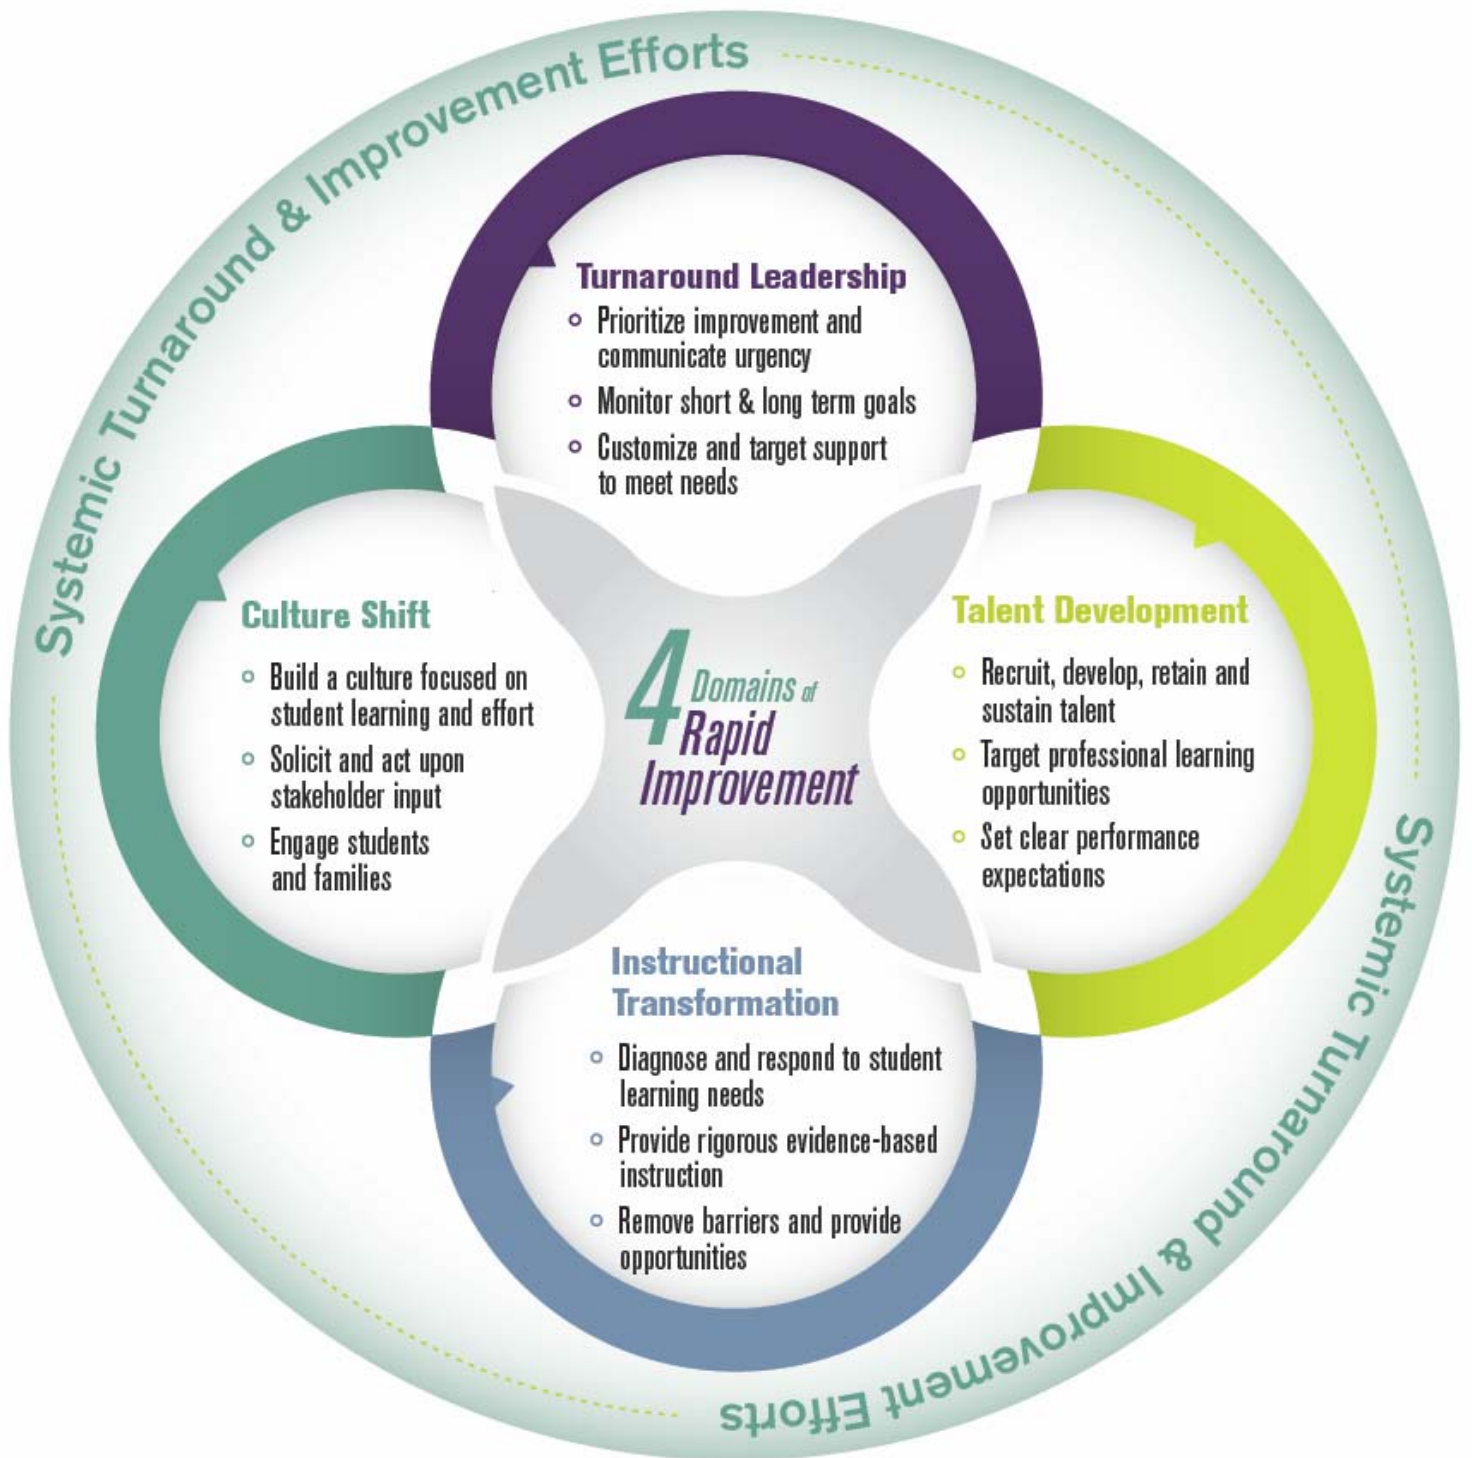 Systemic Turnaround & Improvement Efforts
Turnaround Leadership
Prioritize improvement and
communicate urgency
Monitor short & long term goals
Customize and target support
to meet needs
Culture Shift
Build a culture focused on
student learning and effort
Solicit and act upon
stakeholder input
Engage students
and families
4 Domains of
Rapid
Improvement
Talent Development
Recruit, develop, retain and
sustain talent
Target professional learning
opportunities
Set clear performance
expectations
Instructional
Transformation
Diagnose and respond to student
learning needs
Provide rigorous evidence-based
instruction
Remove barriers and provide
opportunities
Systemic Turnaround & Improvement Efforts